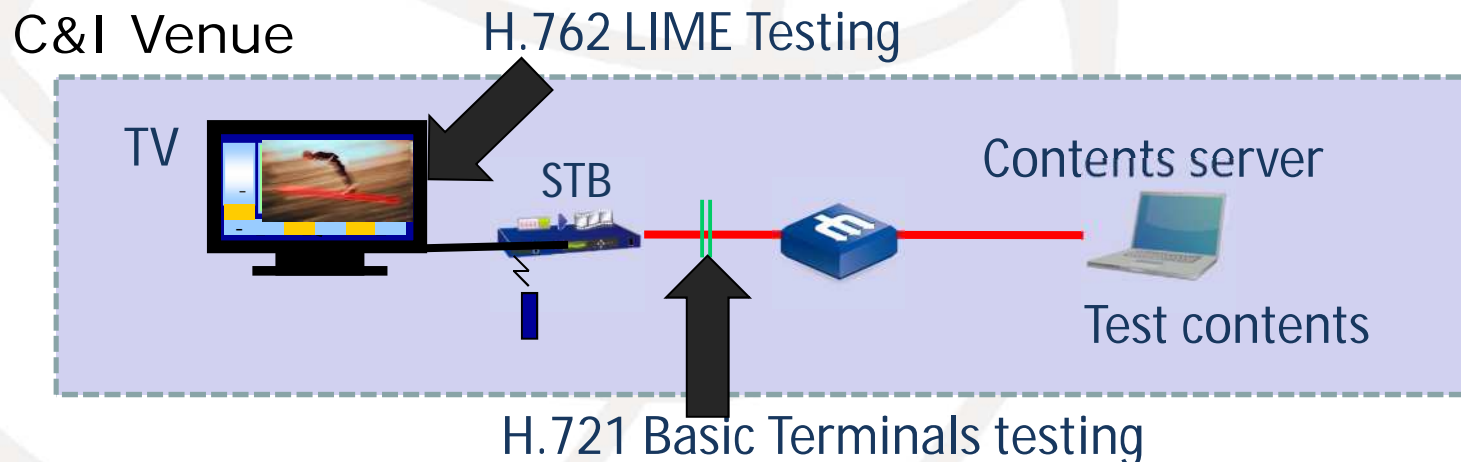 C&I Venue
H.762 LIME Testing
TV
STB
Contents server
Test contents
H.721 Basic Terminals testing